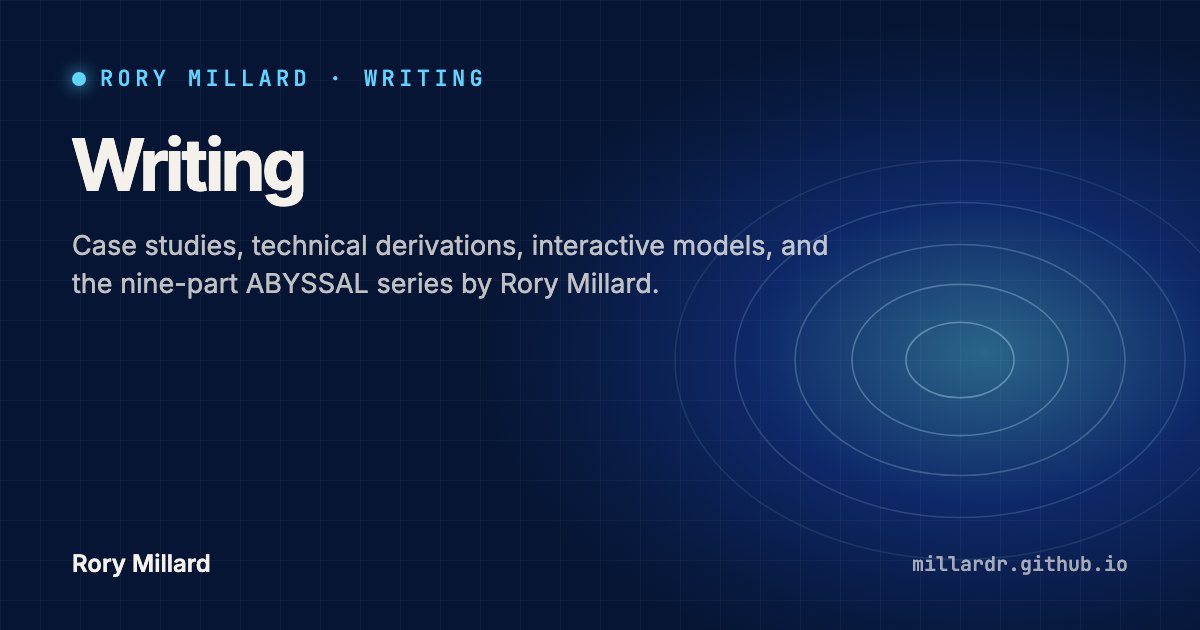 RORY MILLARD · WRITING
Writing
Case studies, technical derivations, interactive models, and
the nine-part ABYSSAL series by Rory Millard.
Rory Millard
millardr.github.io